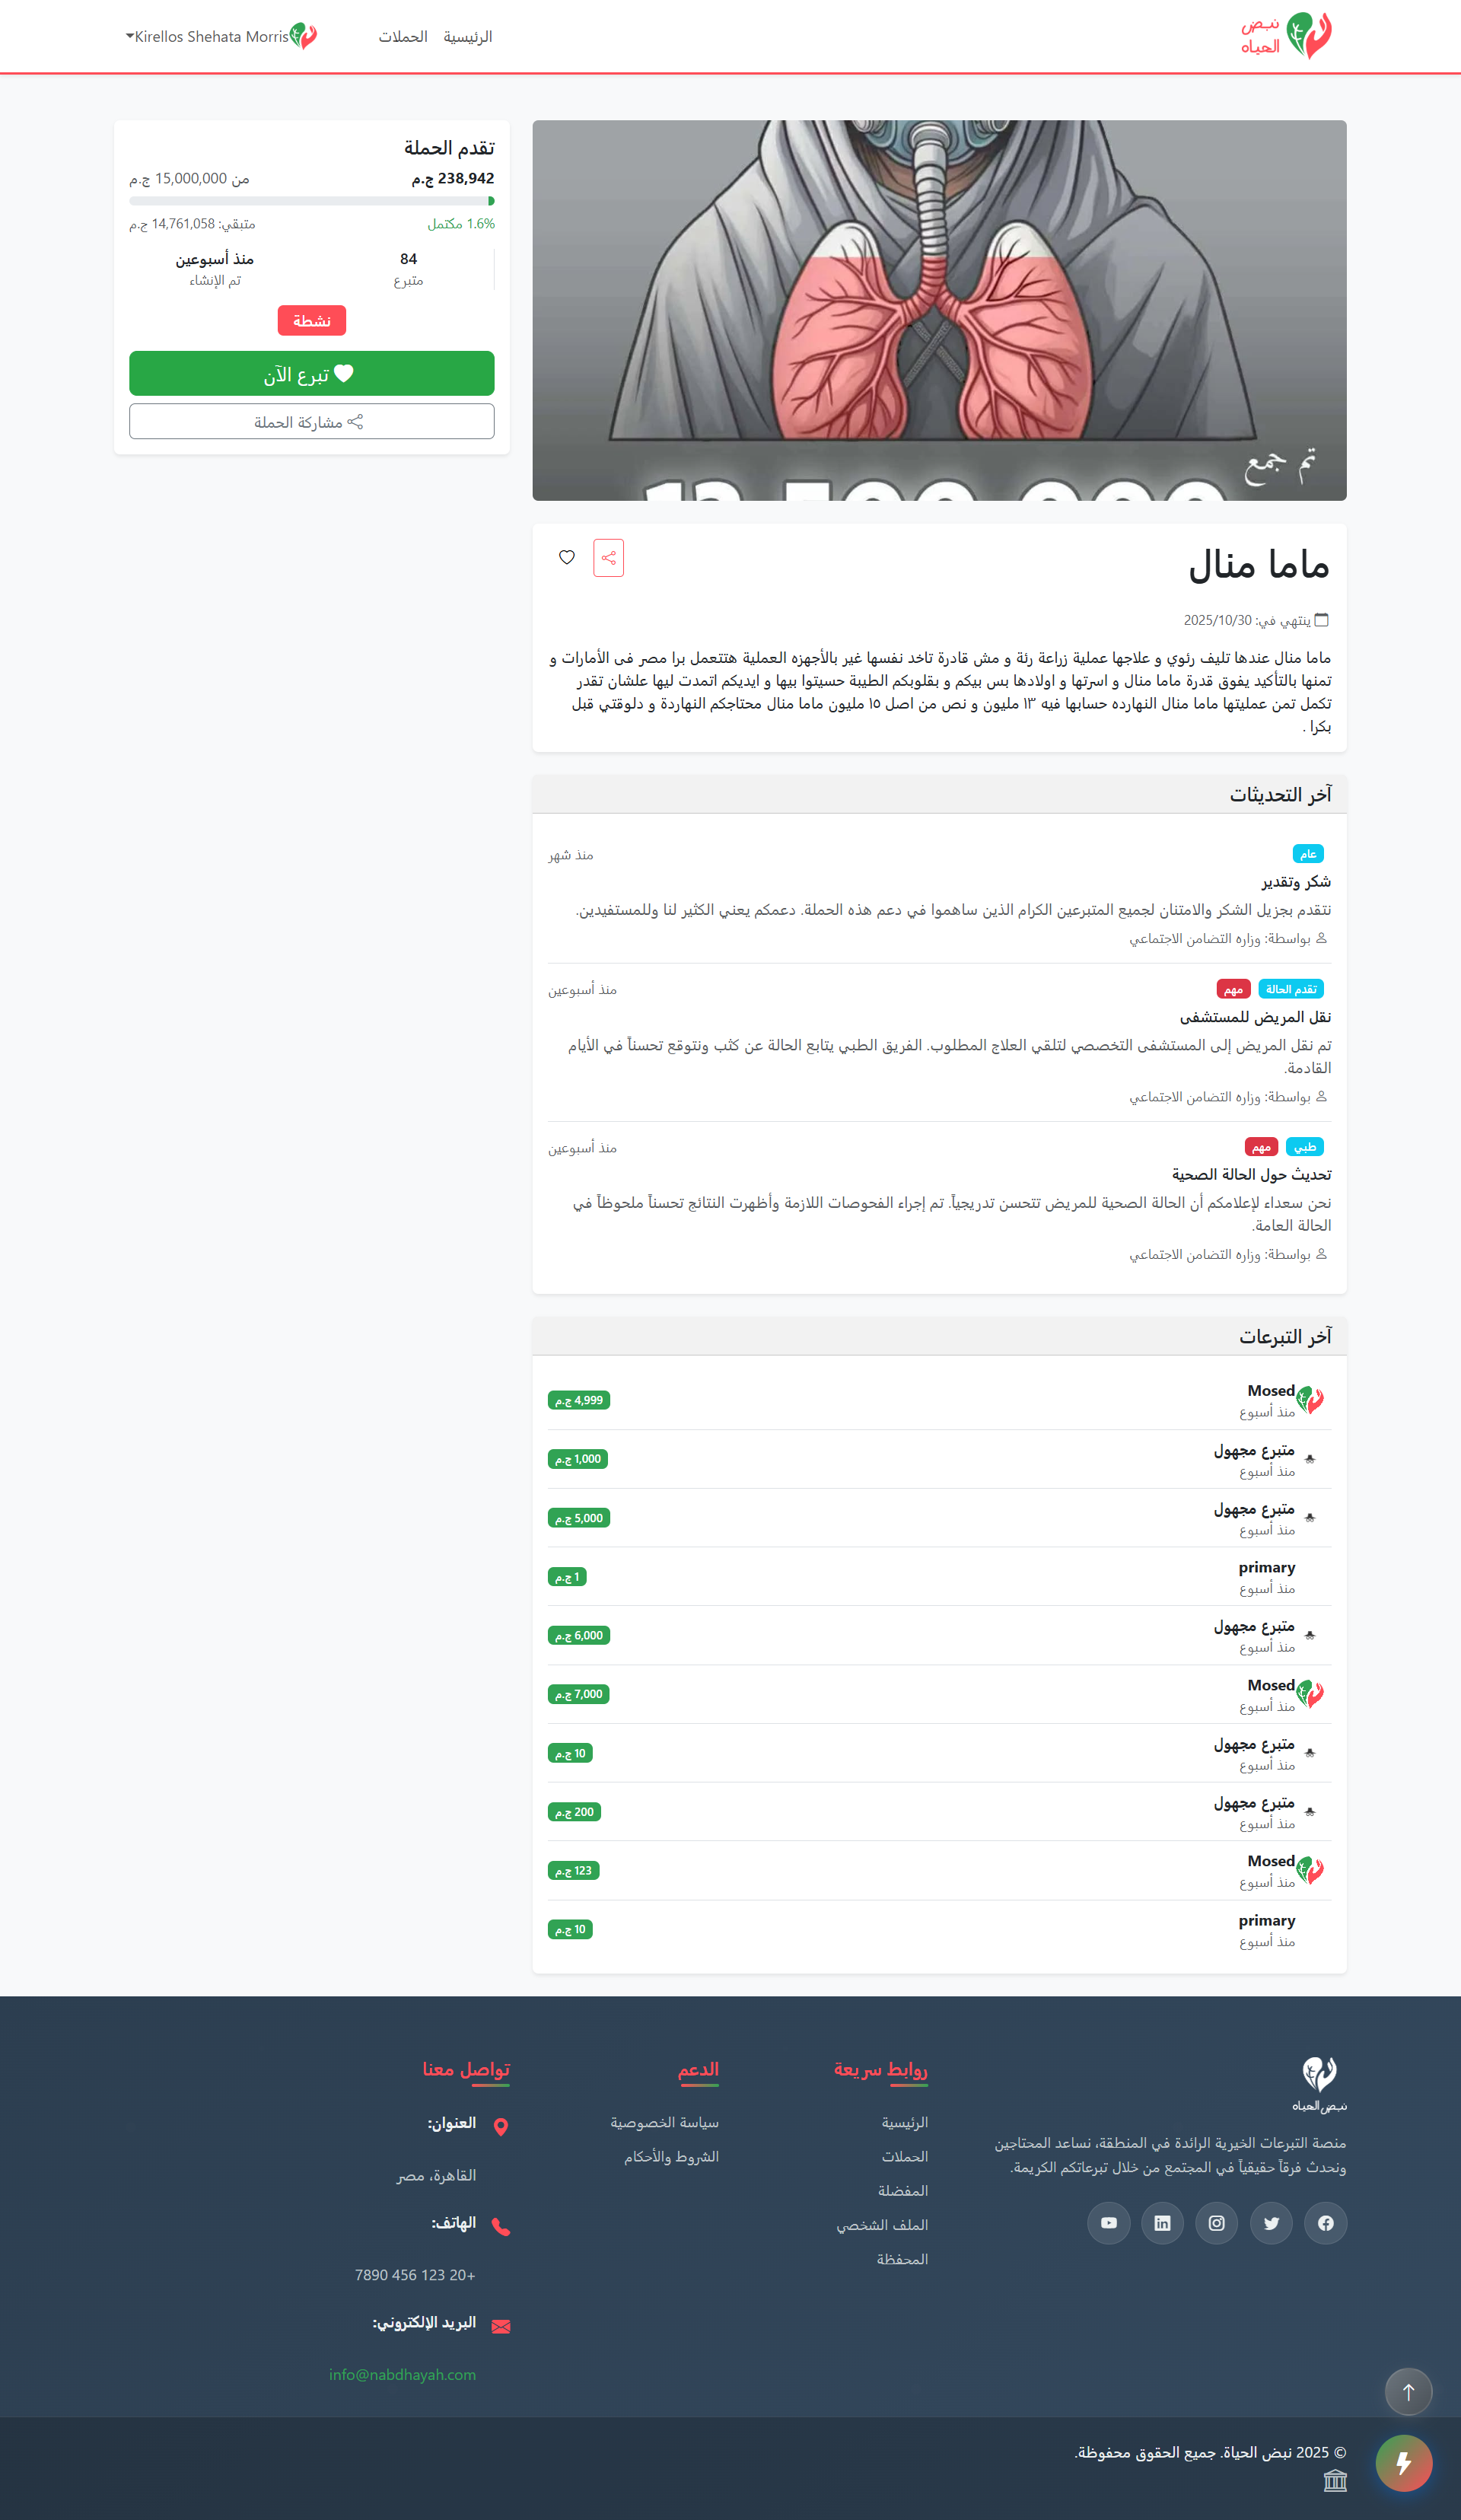 نبض
الحياه
الرئيسية
الحملات
Kirellos Shehata Morris
تم جمع
ماما منال
ينتهي في: 2025/10/30
ماما منال عندها تليف رئوي و علاجها عملية زراعة رئة و مش قادرة تاخد نفسها غير بالأجهزه العملية هتتعمل برا مصر فى الأمارات و
تمنها بالتأكيد يفوق قدرة ماما منال و اسرتها و اولادها بس بيكم و بقلوبكم الطيبة حسيتوا بيها و ايديكم اتمدت ليها علشان تقدر
تكمل تمن عمليتها ماما منال النهارده حسابها فيه ١٣ مليون و نص من اصل ١٥ مليون ماما منال محتاجكم النهاردة و دلوقتي قبل
بكرا .
آخر التحديثات
عام
منذ شهر
شكر وتقدير
نتقدم بجزيل الشكر والامتنان لجميع المتبرعين الكرام الذين ساهموا في دعم هذه الحملة. دعمكم يعني الكثير لنا وللمستفيدين.
بواسطة: وزاره التضامن الاجتماعي
تقدم الحالة
مهم
منذ أسبوعين
نقل المريض للمستشفى
تم نقل المريض إلى المستشفى التخصصي لتلقي العلاج المطلوب. الفريق الطبي يتابع الحالة عن كثب ونتوقع تحسناً في الأيام
القادمة.
بواسطة: وزاره التضامن الاجتماعي
طبي
مهم
منذ أسبوعين
تحديث حول الحالة الصحية
نحن سعداء لإعلامكم أن الحالة الصحية للمريض تتحسن تدريجياً. تم إجراء الفحوصات اللازمة وأظهرت النتائج تحسناً ملحوظاً في
الحالة العامة.
بواسطة: وزاره التضامن الاجتماعي
آخر التبرعات
Mosed
منذ أسبوع
4,999 ج.م
متبرع مجهول
منذ أسبوع
1,000 ج.م
متبرع مجهول
منذ أسبوع
5,000 ج.م
primary
منذ أسبوع
1 ج.م
متبرع مجهول
منذ أسبوع
6,000 ج.م
Mosed
منذ أسبوع
7,000 ج.م
متبرع مجهول
منذ أسبوع
10 ج.م
متبرع مجهول
منذ أسبوع
200 ج.م
Mosed
منذ أسبوع
123 ج.م
primary
منذ أسبوع
10 ج.م
تقدم الحملة
238,942 ج.م
من 15,000,000 ج.م
1.6% مكتمل
متبقي: 14,761,058 ج.م
84
متبرع
منذ أسبوعين
تم الإنشاء
نشطة
تبرع الآن
مشاركة الحملة
نبض الحياه
منصة التبرعات الخيرية الرائدة في المنطقة، نساعد المحتاجين
ونحدث فرقاً حقيقياً في المجتمع من خلال تبرعاتكم الكريمة.
روابط سريعة
الرئيسية
الحملات
المفضلة
الملف الشخصي
المحفظة
الدعم
سياسة الخصوصية
الشروط والأحكام
تواصل معنا
العنوان:
القاهرة، مصر
الهاتف:
+20 123 456 7890
البريد الإلكتروني:
info@nabdhayah.com
© 2025 نبض الحياة. جميع الحقوق محفوظة.